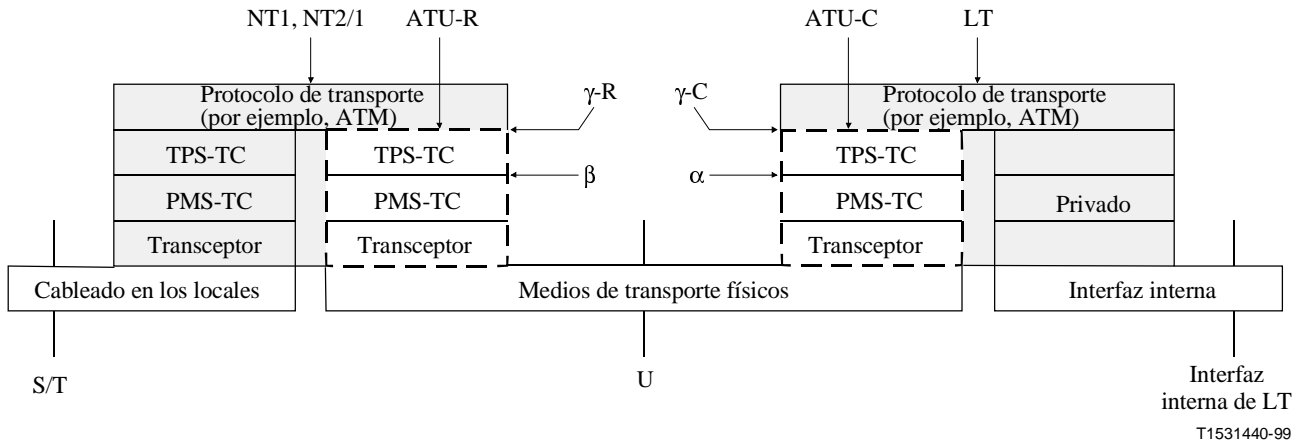 NT1, NT2/1 ATU-R ATU-C LT
Protocolo de transporte
(por ejemplo, ATM)
γ-R γ-C
Protocolo de transporte
(por ejemplo, ATM)
TPS-TC TPS-TC β α TPS-TC
PMS-TC PMS-TC PMS-TC Privado
Transceptor Transceptor Transceptor
Cableado en los locales Medios de transporte físicos Interfaz interna
S/T U Interfaz
interna de LT
T1531440-99